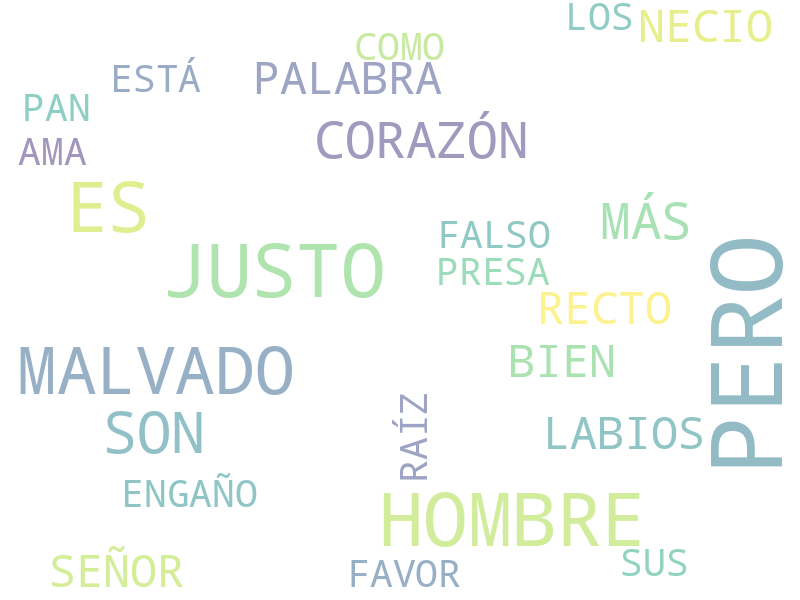 LOS NECIO
COMO
ESTÁ PALABRA
PAN
CORAZÓN
AMA
ES
MÁS
FALSO
JUSTO
PRESA
RECTO
PERO
MALVADO
BIEN
SON
RAÍZ
LABIOS
ENGAÑO
HOMBRE
SEÑOR
FAVOR
SUS